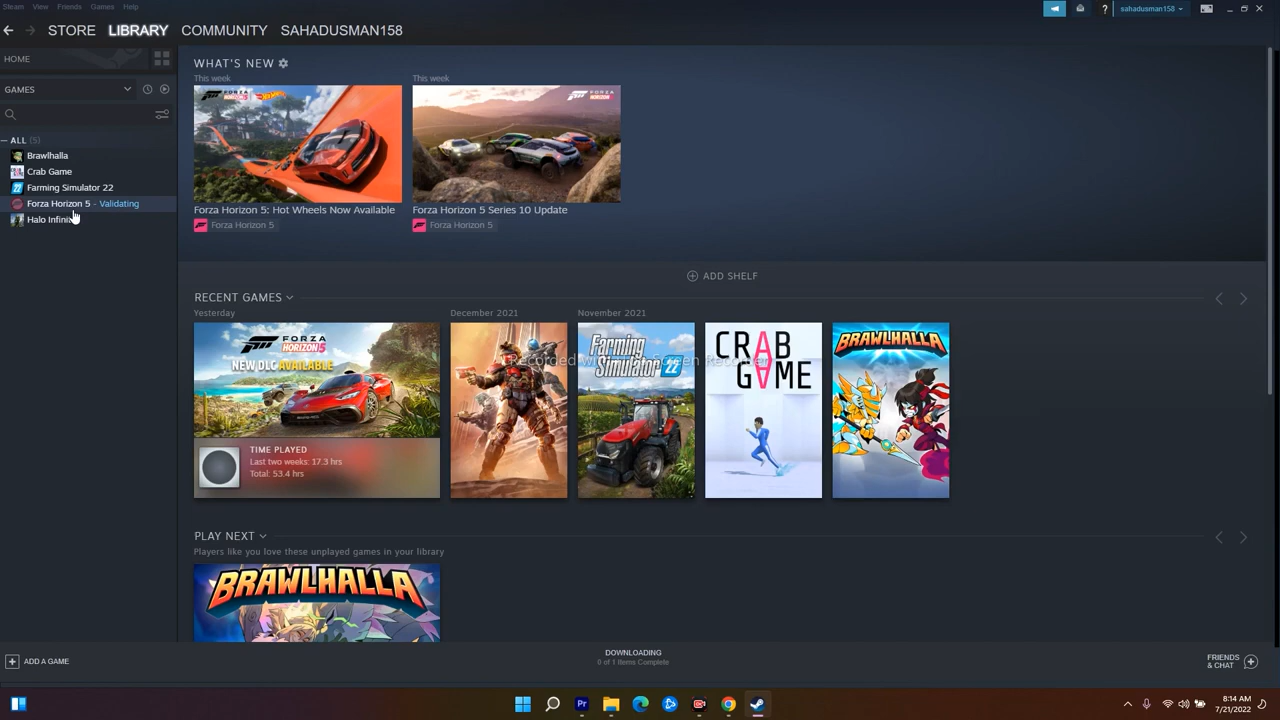 Steam View Friends Games Help
sahadusman158
STORE LIBRARY COMMUNITY SAHADUSMAN158
HOME
GAMES
ALL (5)
Brawlhalla
Crab Game
Farming Simulator 22
Forza Horizon 5 - Validating
Halo Infinite
WHAT'S NEW
This week
This week
Forza Horizon 5: Hot Wheels Now Available
Forza Horizon 5 Series 10 Update
Forza Horizon 5
Forza Horizon 5
ADD SHELF
RECENT GAMES
Yesterday
December 2021
November 2021
FORZA
HORIZON 5
NEW DLC AVAILABLE
Farming
Simulator 22
CRAB
GAME
BRAWLHALLA
TIME PLAYED
Last two weeks: 17.3 hrs
Total: 53.4 hrs
PLAY NEXT
Players like you love these unplayed games in your library
BRAWLHALLA
ADD A GAME
DOWNLOADING
0 of 1 Items Complete
FRIENDS
& CHAT
8:14 AM
7/21/2022